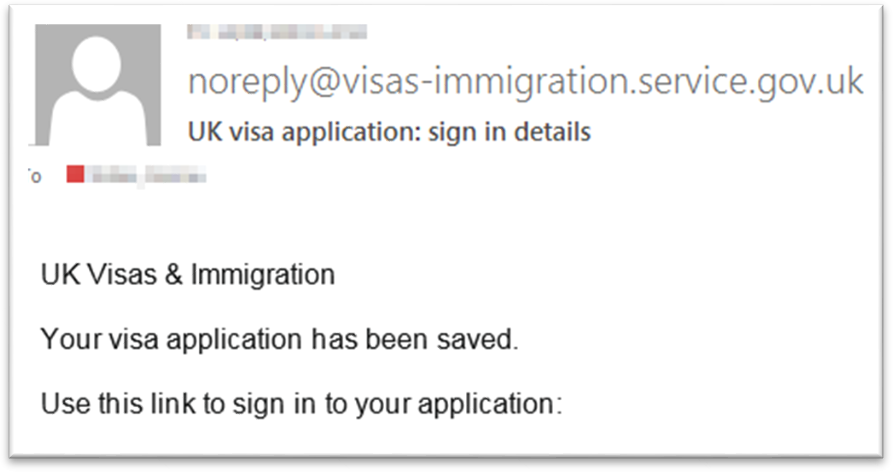 noreply@visas-immigration.service.gov.uk
UK visa application: sign in details
To
UK Visas & Immigration
Your visa application has been saved.
Use this link to sign in to your application: